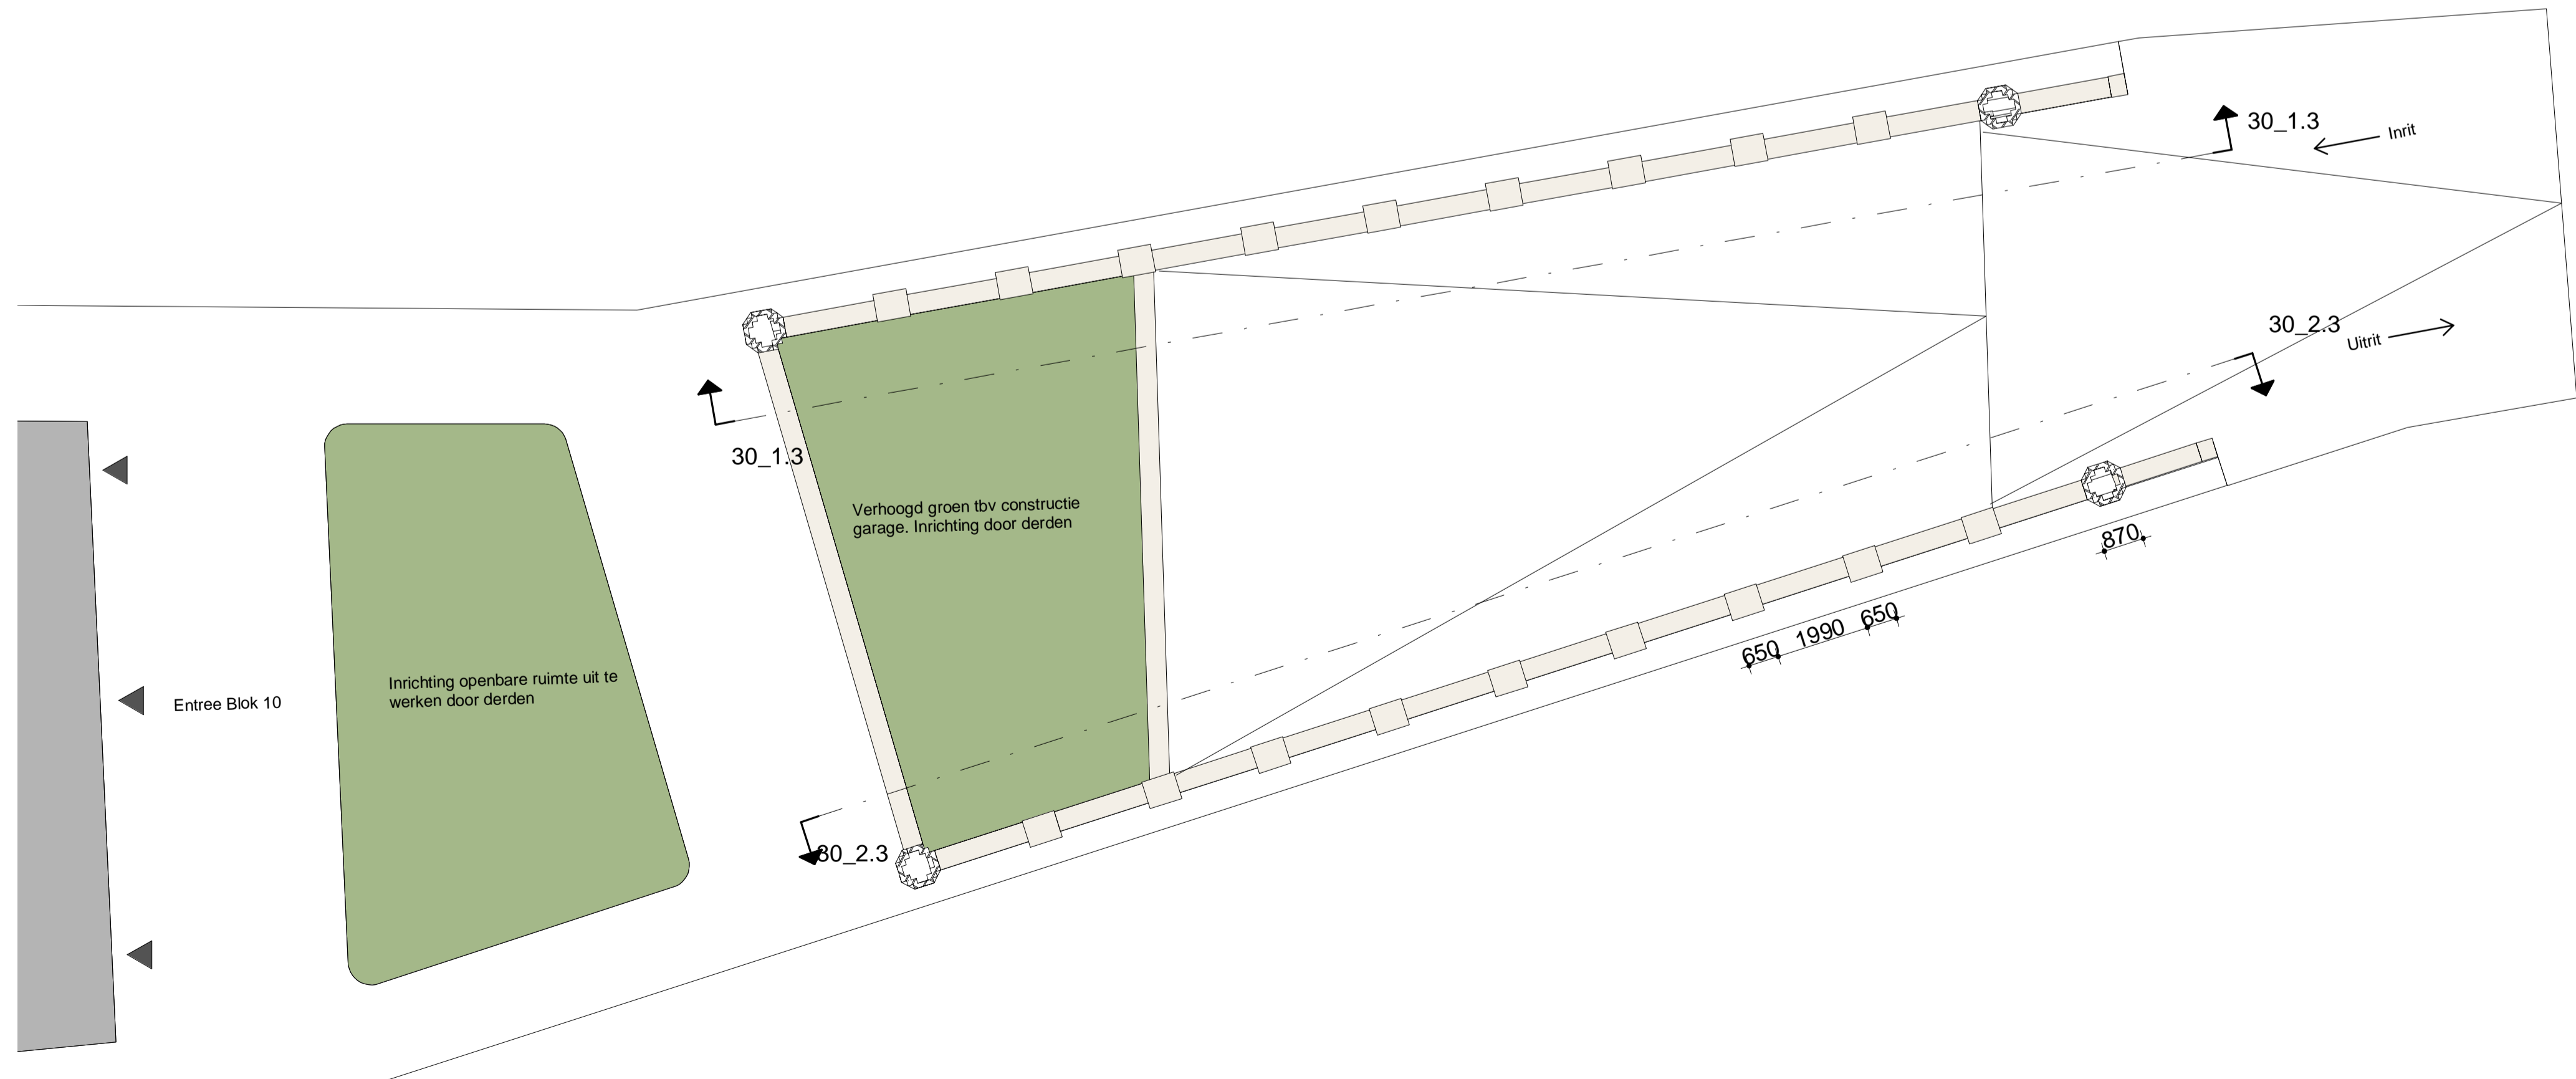 30_1.3
Inrit
30_2.3
Uitrit
30_1.3
Verhoogd groen tbv constructie
garage. Inrichting door derden
870
650
1990
650
Inrichting openbare ruimte uit te
werken door derden
Entree Blok 10
30_2.3